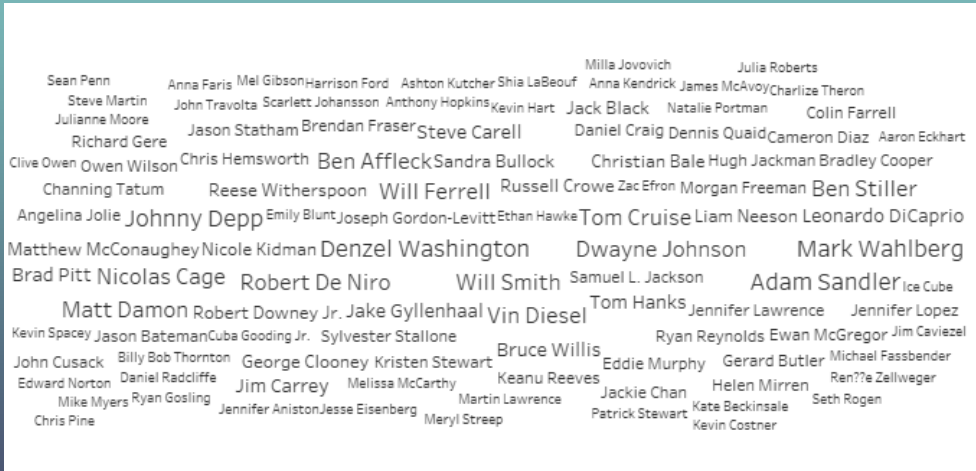 Milla Jovovich Julia Roberts
Sean Penn Anna Faris Mel Gibson Harrison Ford Ashton Kutcher Shia LaBeouf Anna Kendrick James McAvoy Charlize Theron
Steve Martin John Travolta Scarlett Johansson Anthony Hopkins Kevin Hart Jack Black Natalie Portman Colin Farrell
Julianne Moore Jason Statham Brendan Fraser Steve Carell Daniel Craig Dennis Quaid Cameron Diaz Aaron Eckhart
Richard Gere
Clive Owen Owen Wilson Chris Hemsworth Ben Affleck Sandra Bullock Christian Bale Hugh Jackman Bradley Cooper
Channing Tatum Reese Witherspoon Will Ferrell Russell Crowe Zac Efron Morgan Freeman Ben Stiller
Angelina Jolie Johnny Depp Emily Blunt Joseph Gordon-Levitt Ethan Hawke Tom Cruise Liam Neeson Leonardo DiCaprio
Matthew McConaughey Nicole Kidman Denzel Washington Dwayne Johnson Mark Wahlberg
Brad Pitt Nicolas Cage Robert De Niro Will Smith Samuel L. Jackson Adam Sandler Ice Cube
Matt Damon Robert Downey Jr. Jake Gyllenhaal Vin Diesel Tom Hanks Jennifer Lawrence Jennifer Lopez
Kevin Spacey Jason Bateman Cuba Gooding Jr. Sylvester Stallone Ryan Reynolds Ewan McGregor Jim Caviezel
John Cusack Billy Bob Thornton George Clooney Kristen Stewart Bruce Willis Eddie Murphy Gerard Butler Michael Fassbender
Edward Norton Daniel Radcliffe Jim Carrey Melissa McCarthy Keanu Reeves Jackie Chan Helen Mirren Ren??e Zellweger
Mike Myers Ryan Gosling Jennifer Aniston Jesse Eisenberg Martin Lawrence Patrick Stewart Kate Beckinsale Seth Rogen
Chris Pine Meryl Streep Kevin Costner